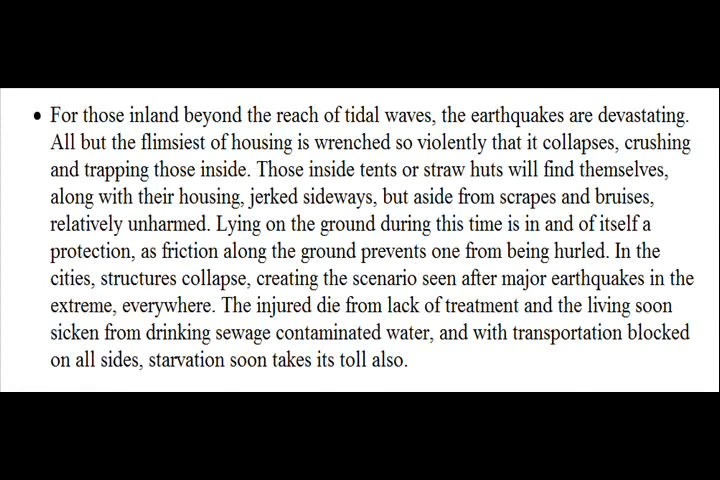 • For those inland beyond the reach of tidal waves, the earthquakes are devastating.
All but the flimsiest of housing is wrenched so violently that it collapses, crushing
and trapping those inside. Those inside tents or straw huts will find themselves,
along with their housing, jerked sideways, but aside from scrapes and bruises,
relatively unharmed. Lying on the ground during this time is in and of itself a
protection, as friction along the ground prevents one from being hurled. In the
cities, structures collapse, creating the scenario seen after major earthquakes in the
extreme, everywhere. The injured die from lack of treatment and the living soon
sicken from drinking sewage contaminated water, and with transportation blocked
on all sides, starvation soon takes its toll also.